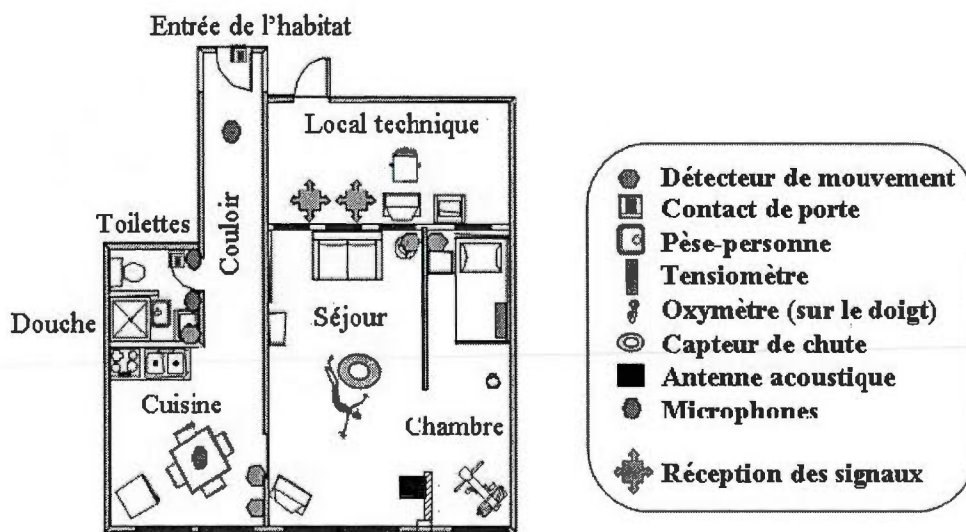 Entrée de l'habitat
Local technique
Toilettes
Couloir
Douche
Séjour
Cuisine
Chambre
Détecteur de mouvement
Contact de porte
Pèse-personne
Tensiomètre
Oxymètre (sur le doigt)
Capteur de chute
Antenne acoustique
Microphones
Réception des signaux